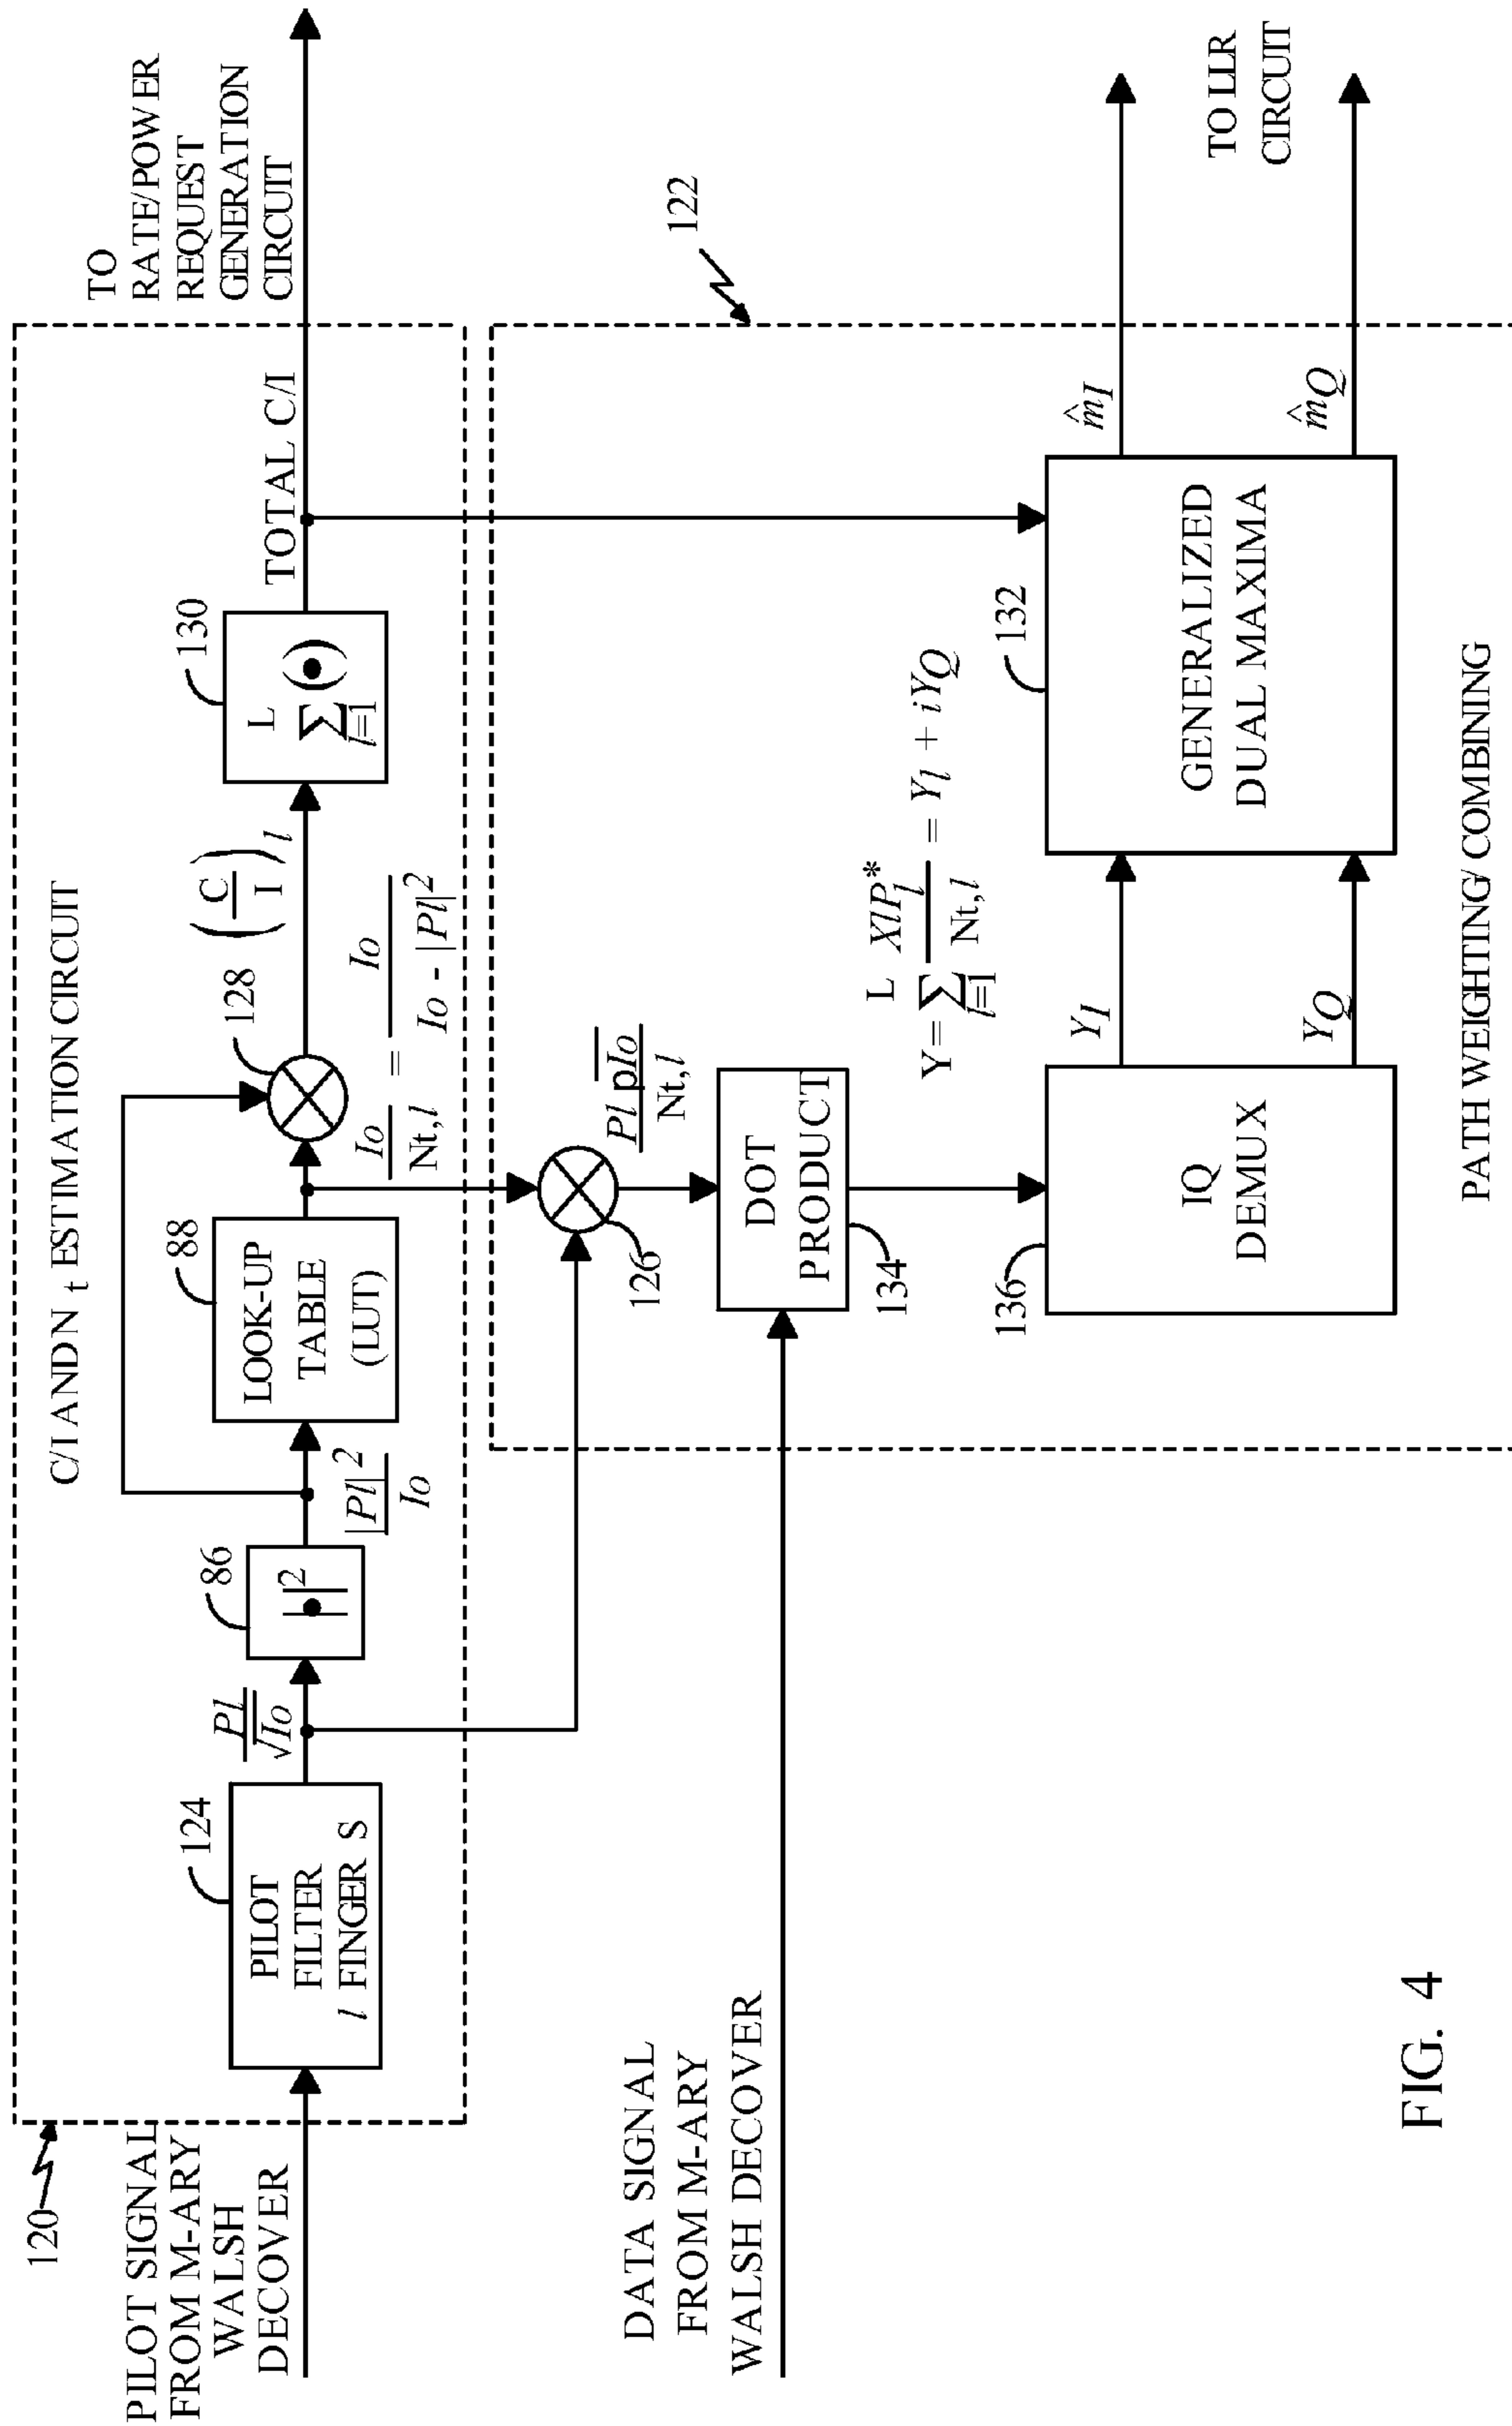 120
PILOT SIGNAL
FROM M-ARY
WALSH
DECOVER
C/I AND N t ESTIMATION CIRCUIT
124
PILOT
FILTER
l FINGER S
Pl
√Io
86
|•|2
|Pl|2
Io
88
LOOK-UP
TABLE
(LUT)
128
Io / Nt,l = Io / Io - |Pl|2
(C/I)l
130
L
Σ(•)
l=1
TOTAL C/I
TO
RATE/POWER
REQUEST
GENERATION
CIRCUIT
122
DATA SIGNAL
FROM M-ARY
WALSH DECOVER
126
Pl pIo
Nt,l
DOT
PRODUCT
134
L
Y= Σ XlP*l / Nt,l = Yl + iYQ
l=1
136
IQ
DEMUX
YI
YQ
132
GENERALIZED
DUAL MAXIMA
m̂I
m̂Q
TO LLR
CIRCUIT
PATH WEIGHTING/ COMBINING
FIG. 4